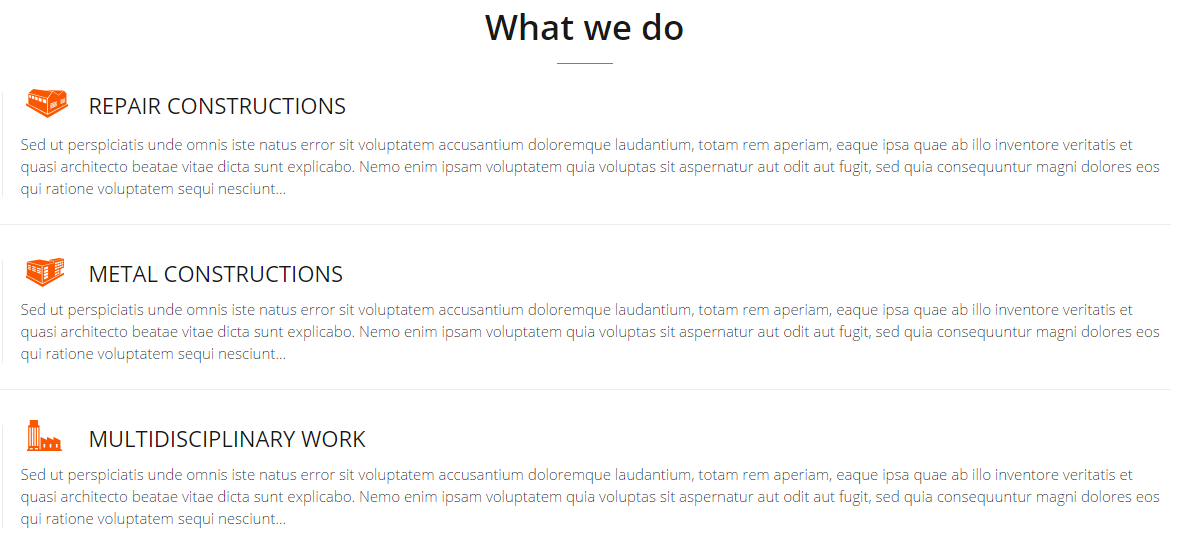 What we do
REPAIR CONSTRUCTIONS
Sed ut perspiciatis unde omnis iste natus error sit voluptatem accusantium doloremque laudantium, totam rem aperiam, eaque ipsa quae ab illo inventore veritatis et
quasi architecto beatae vitae dicta sunt explicabo. Nemo enim ipsam voluptatem quia voluptas sit aspernatur aut odit aut fugit, sed quia consequuntur magni dolores eos
qui ratione voluptatem sequi nesciunt...
METAL CONSTRUCTIONS
Sed ut perspiciatis unde omnis iste natus error sit voluptatem accusantium doloremque laudantium, totam rem aperiam, eaque ipsa quae ab illo inventore veritatis et
quasi architecto beatae vitae dicta sunt explicabo. Nemo enim ipsam voluptatem quia voluptas sit aspernatur aut odit aut fugit, sed quia consequuntur magni dolores eos
qui ratione voluptatem sequi nesciunt...
MULTIDISCIPLINARY WORK
Sed ut perspiciatis unde omnis iste natus error sit voluptatem accusantium doloremque laudantium, totam rem aperiam, eaque ipsa quae ab illo inventore veritatis et
quasi architecto beatae vitae dicta sunt explicabo. Nemo enim ipsam voluptatem quia voluptas sit aspernatur aut odit aut fugit, sed quia consequuntur magni dolores eos
qui ratione voluptatem sequi nesciunt...